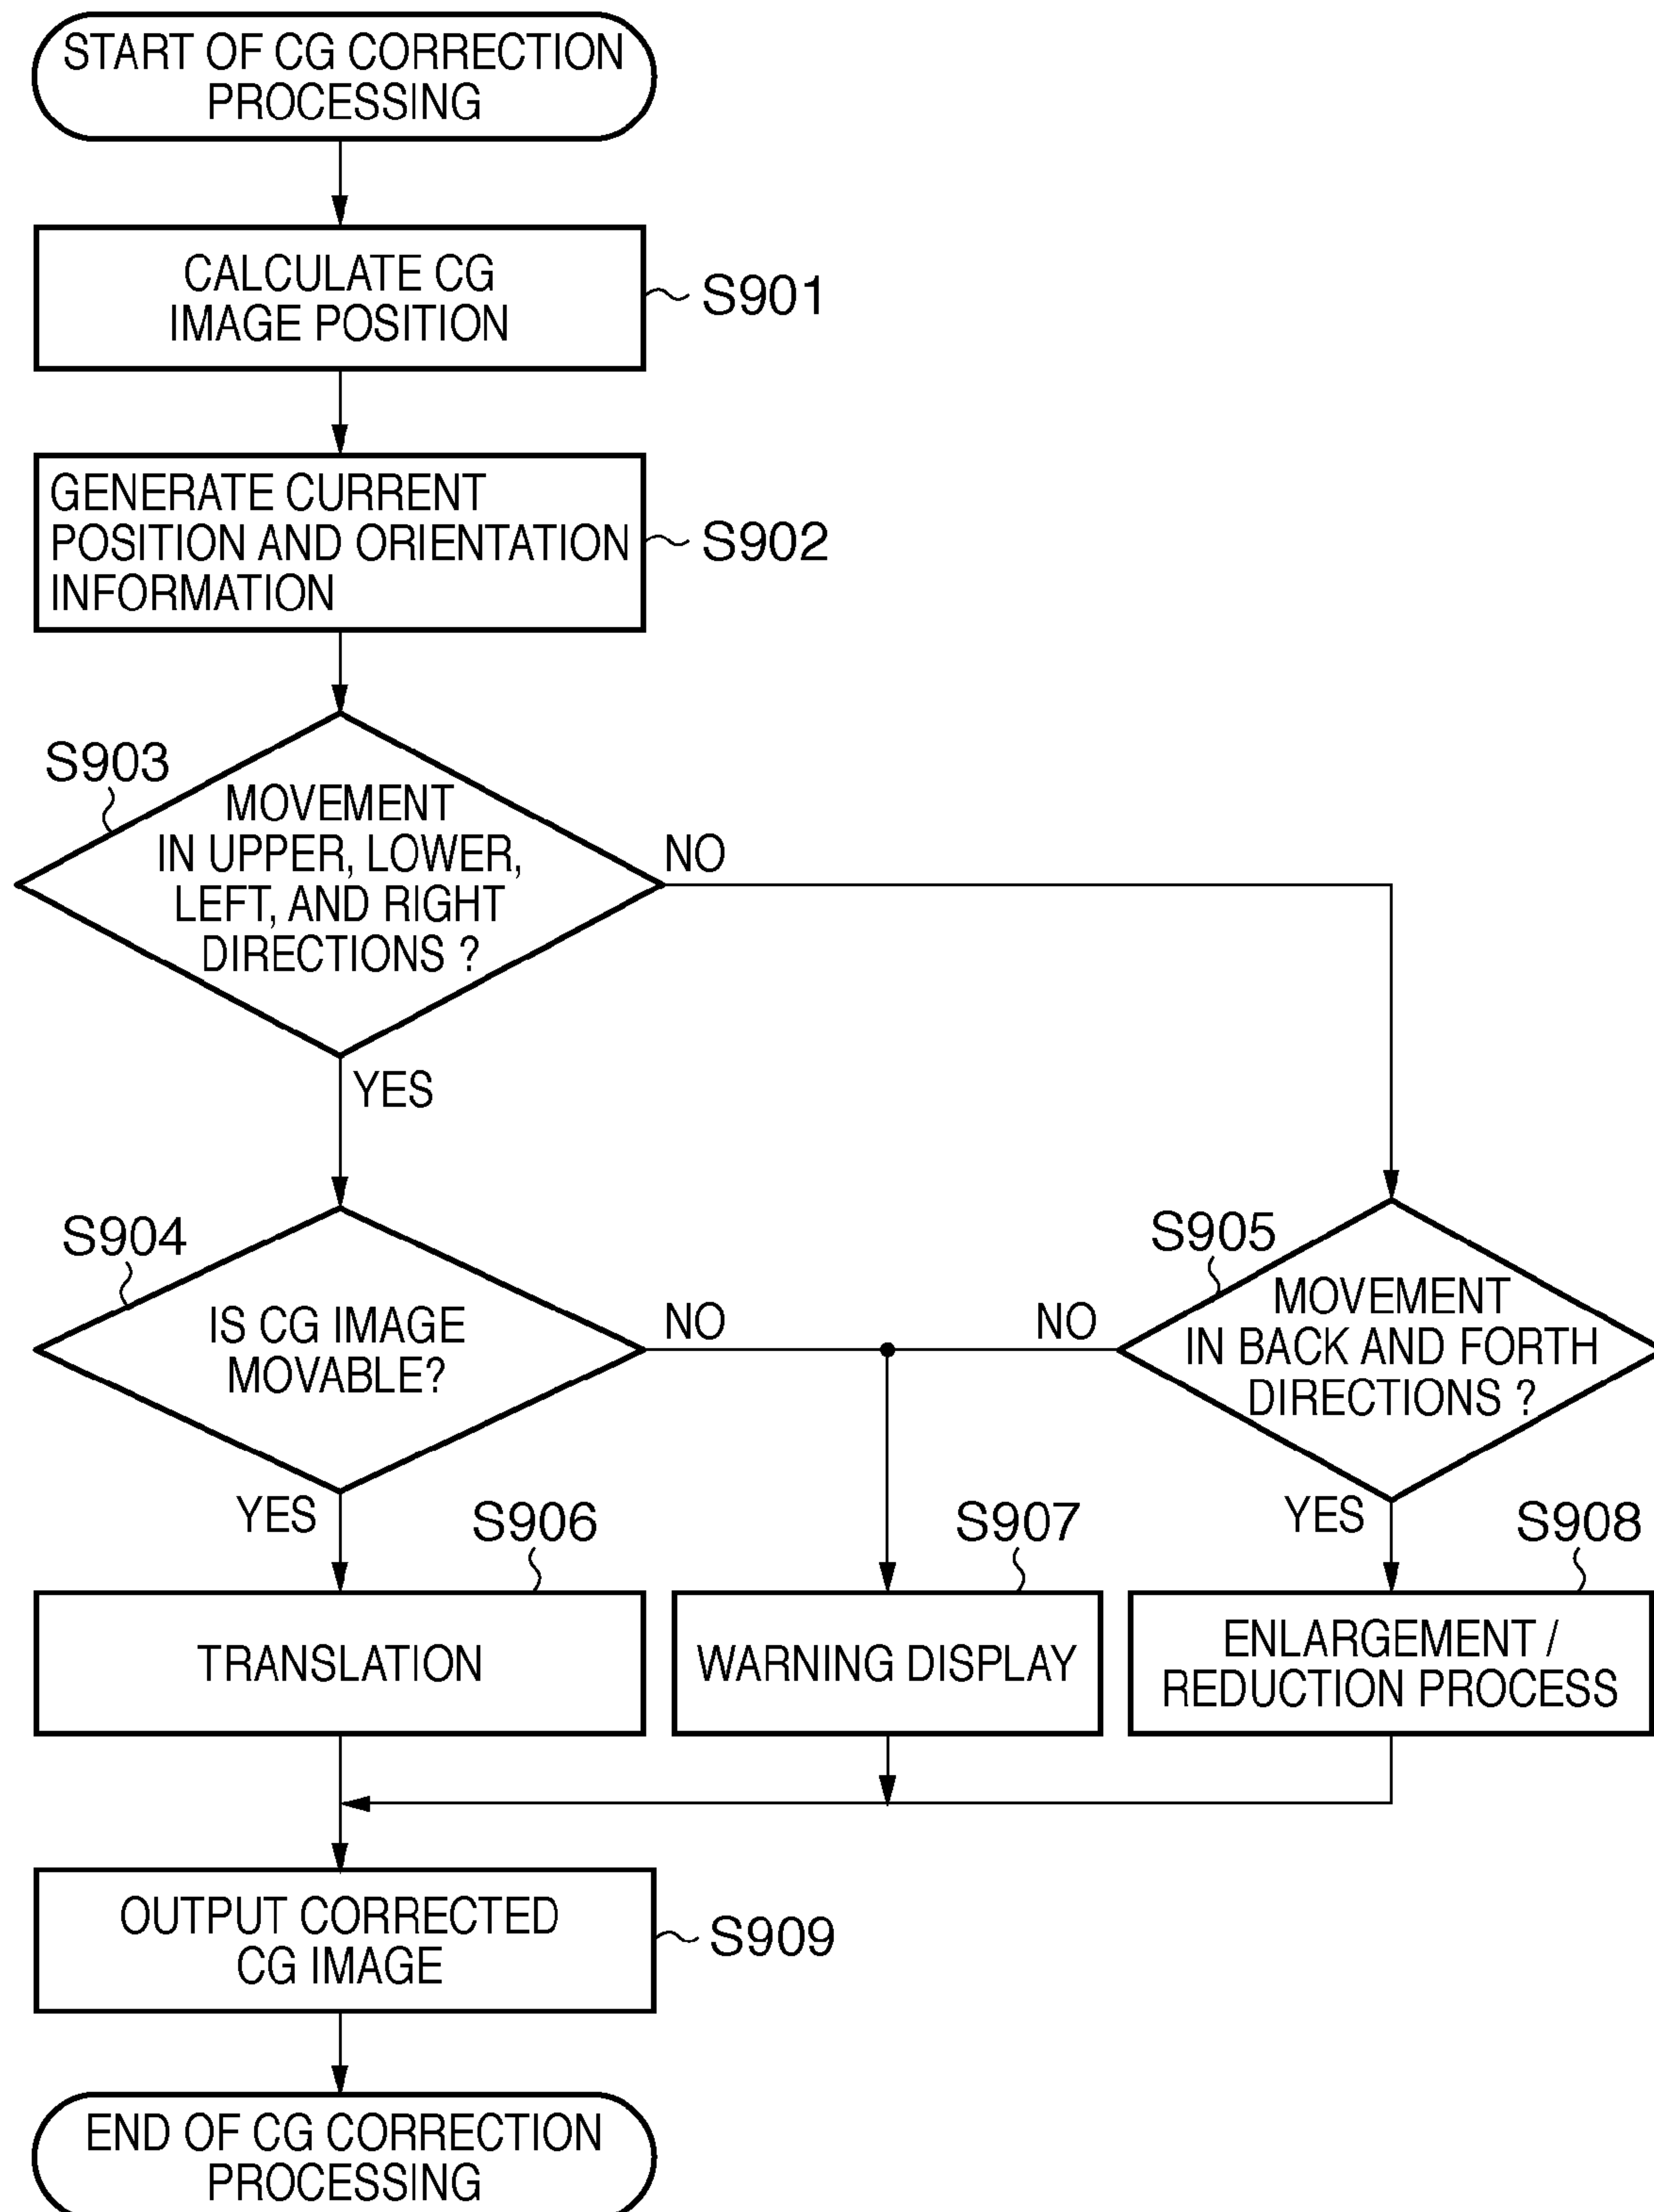 START OF CG CORRECTION
PROCESSING
CALCULATE CG
IMAGE POSITION
S901
GENERATE CURRENT
POSITION AND ORIENTATION
INFORMATION
S902
S903
MOVEMENT
IN UPPER, LOWER,
LEFT, AND RIGHT
DIRECTIONS ?
NO
YES
S904
IS CG IMAGE
MOVABLE?
NO
YES
S905
MOVEMENT
IN BACK AND FORTH
DIRECTIONS ?
NO
YES
S906
TRANSLATION
S907
WARNING DISPLAY
S908
ENLARGEMENT /
REDUCTION PROCESS
OUTPUT CORRECTED
CG IMAGE
S909
END OF CG CORRECTION
PROCESSING